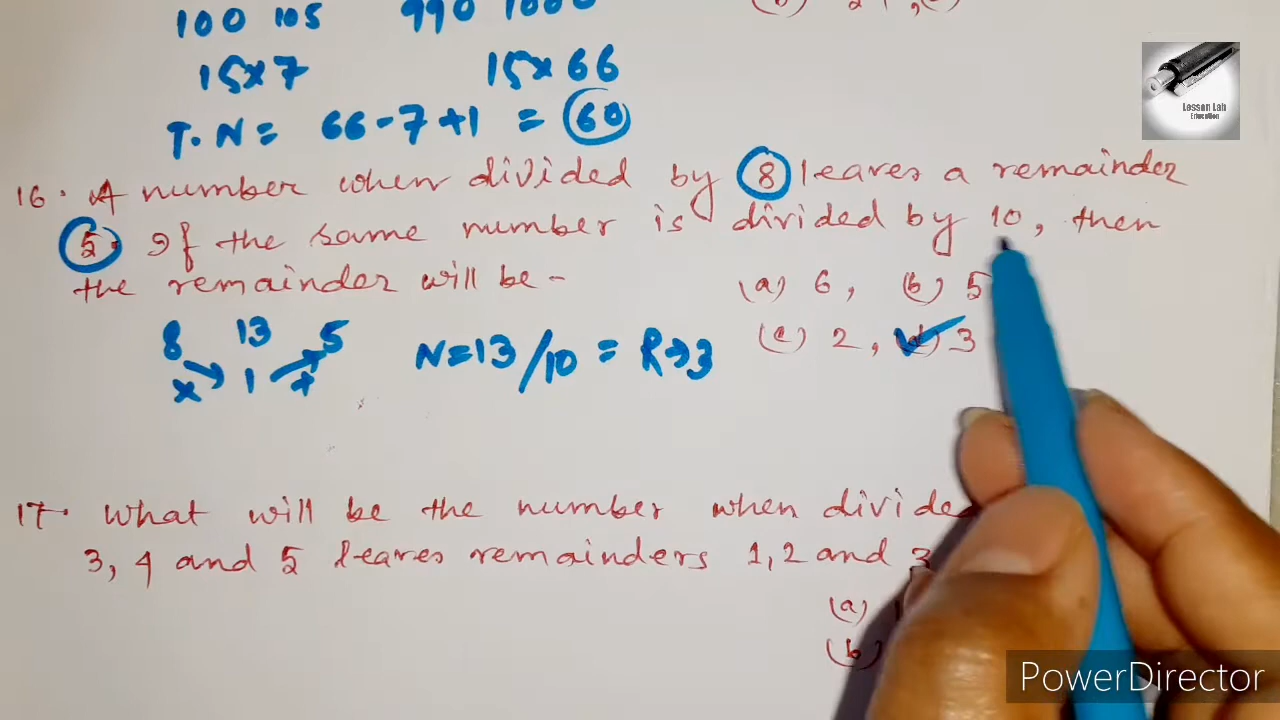 100 105 990 1000
15x7 15x66
T.N = 66-7+1 = 60
16. A number when divided by 8 leaves a remainder
5. If the same number is divided by 10, then
the remainder will be -
(a) 6, (b) 5
(c) 2, (d) 3
8 13 5
x 1 +
N=13/10 = R→3
17. What will be the number when divided
3, 4 and 5 leaves remainders 1, 2 and 3
(a)
(b)
Lesson Lab
Education
PowerDirector